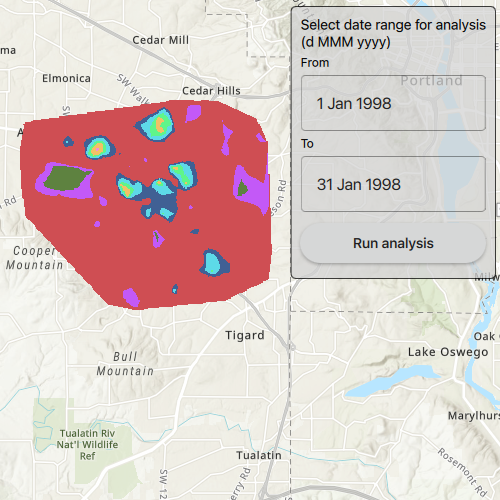 Select date range for analysis
(d MMM yyyy)
From
1 Jan 1998
To
31 Jan 1998
Run analysis
Portland
Cedar Mill
Elmonica
SW Walk
Cedar Hills
Cooper
Mountain
son Rd
Rd
Milw
Tigard
Oak
Lake Oswego
Bull
Mountain
Marylhurs
Tualatin Riv
Nat'l Wildlife
Ref
Tualatin
Rosemont Rd
SW 12
erry Rd